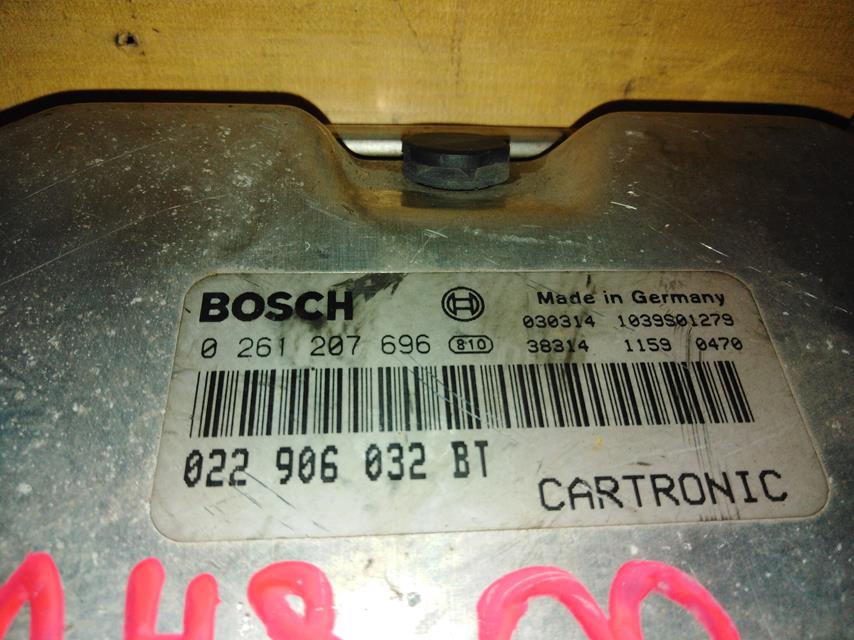 BOSCH
Made in Germany
030314 1039S01279
0 261 207 696 810
38314 1159 0470
022 906 032 BT
CARTRONIC